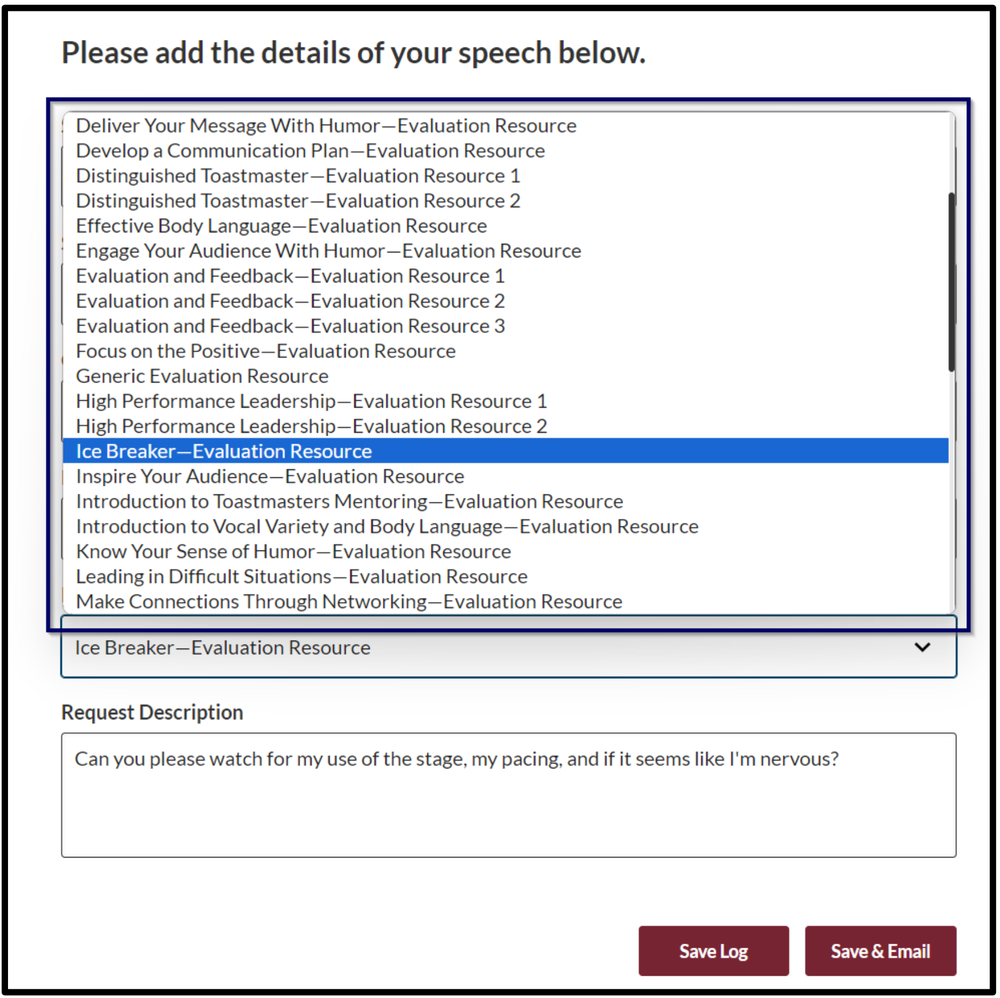 Please add the details of your speech below.
Deliver Your Message With Humor—Evaluation Resource
Develop a Communication Plan—Evaluation Resource
Distinguished Toastmaster—Evaluation Resource 1
Distinguished Toastmaster—Evaluation Resource 2
Effective Body Language—Evaluation Resource
Engage Your Audience With Humor—Evaluation Resource
Evaluation and Feedback—Evaluation Resource 1
Evaluation and Feedback—Evaluation Resource 2
Evaluation and Feedback—Evaluation Resource 3
Focus on the Positive—Evaluation Resource
Generic Evaluation Resource
High Performance Leadership—Evaluation Resource 1
High Performance Leadership—Evaluation Resource 2
Ice Breaker—Evaluation Resource
Inspire Your Audience—Evaluation Resource
Introduction to Toastmasters Mentoring—Evaluation Resource
Introduction to Vocal Variety and Body Language—Evaluation Resource
Know Your Sense of Humor—Evaluation Resource
Leading in Difficult Situations—Evaluation Resource
Make Connections Through Networking—Evaluation Resource
Ice Breaker—Evaluation Resource
Request Description
Can you please watch for my use of the stage, my pacing, and if it seems like I'm nervous?
Save Log
Save & Email